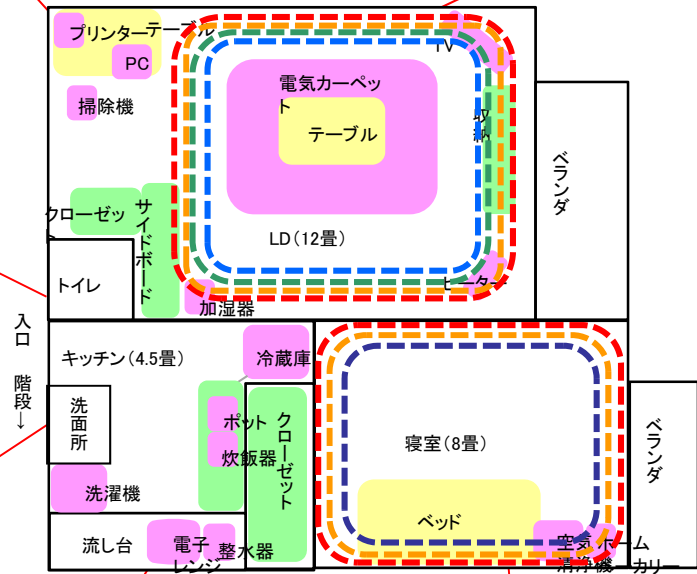 プリンター
テーブル
TV
PC
掃除機
電気カーペッ
ト
テーブル
収
納
ベランダ
クローゼッ
ト
サイドボード
LD(12畳)
トイレ
ヒーター
加湿器
入口 階段→
キッチン(4.5畳)
冷蔵庫
洗面所
ポット
炊飯器
クローゼット
寝室(8畳)
ベランダ
洗濯機
ベッド
流し台
電子
レンジ
整水器
空気
清浄機
ホーム
ーカリー